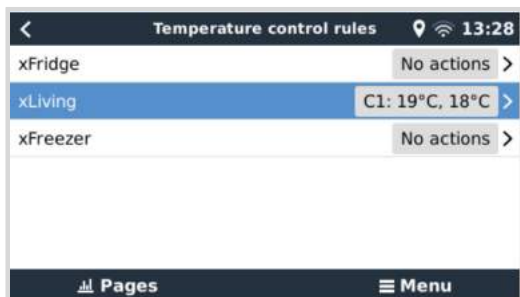 Temperature control rules 13:28
xFridge No actions
xLiving C1: 19°C, 18°C
xFreezer No actions
Pages Menu